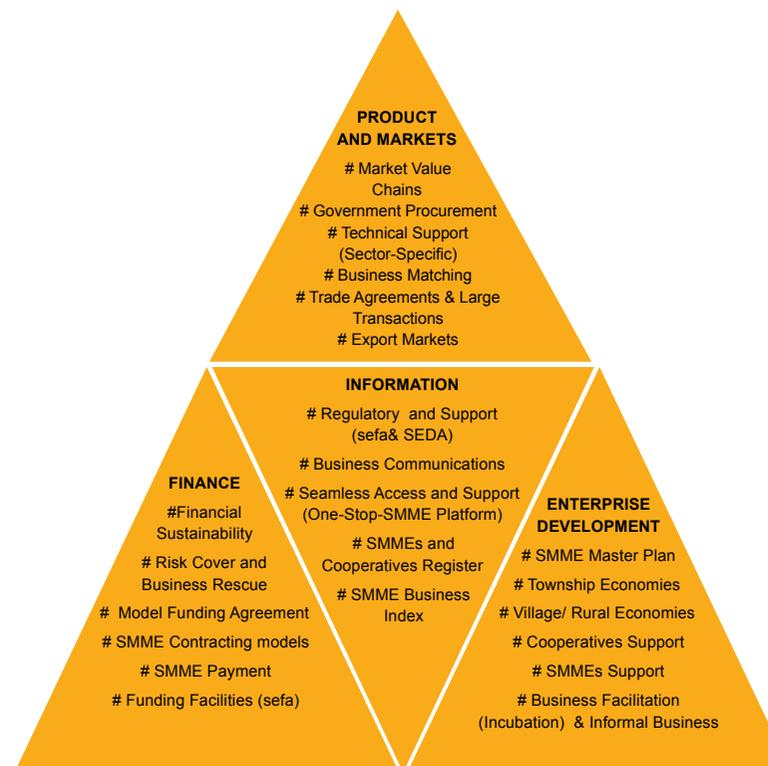 PRODUCT
AND MARKETS
# Market Value
Chains
# Government Procurement
# Technical Support
(Sector-Specific)
# Business Matching
# Trade Agreements & Large
Transactions
# Export Markets
INFORMATION
# Regulatory  and Support
(sefa& SEDA)
# Business Communications
# Seamless Access and Support
(One-Stop-SMME Platform)
# SMMEs and
Cooperatives Register
# SMME Business
Index
FINANCE
#Financial
Sustainability
# Risk Cover and
Business Rescue
#  Model Funding Agreement
# SMME Contracting models
# SMME Payment
# Funding Facilities (sefa)
ENTERPRISE
DEVELOPMENT
# SMME Master Plan
# Township Economies
# Village/ Rural Economies
# Cooperatives Support
# SMMEs Support
# Business Facilitation
(Incubation)  & Informal Business